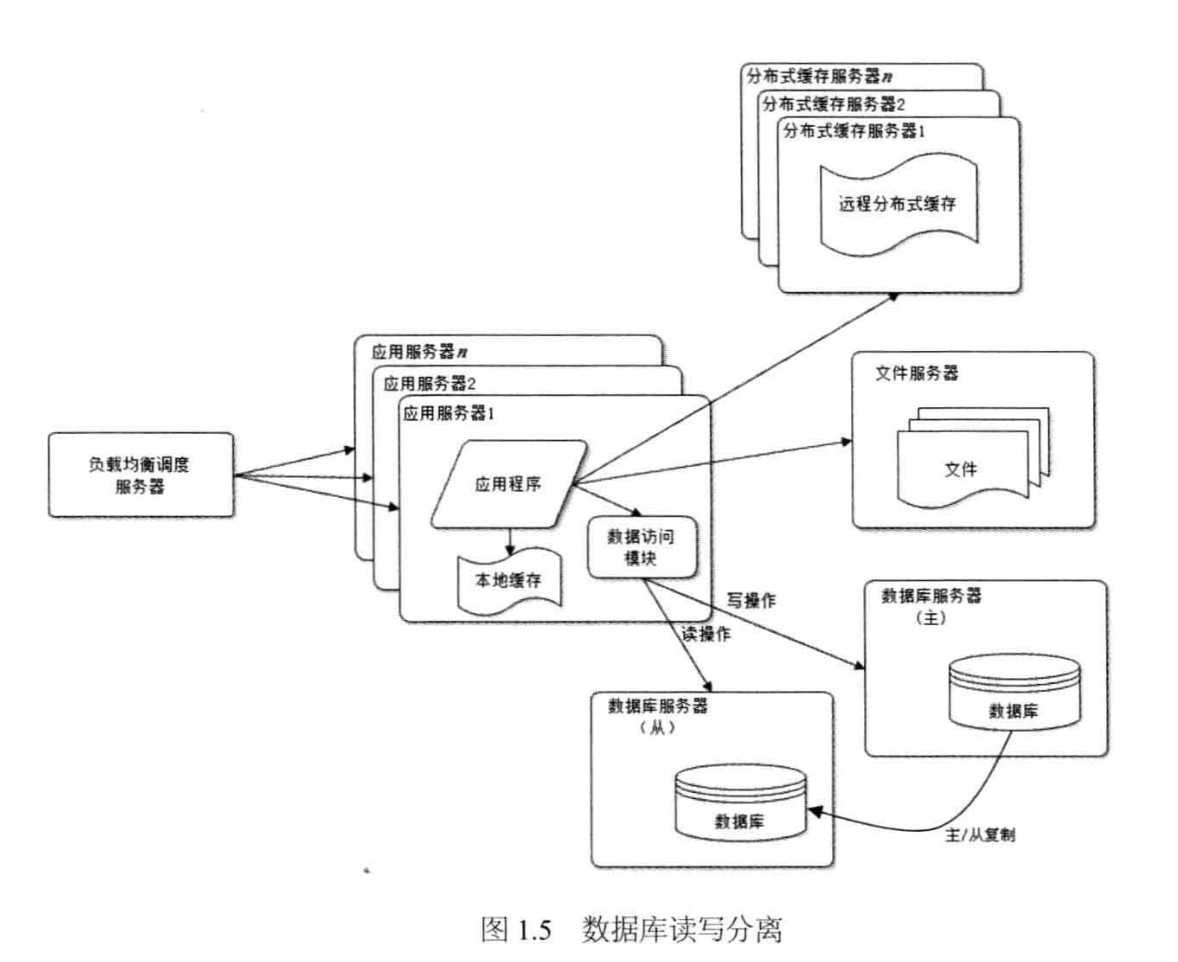 分布式缓存服务器n
分布式缓存服务器2
分布式缓存服务器1
远程分布式缓存
应用服务器n
应用服务器2
应用服务器1
文件服务器
负载均衡调度
服务器
应用程序
文件
数据访问
模块
本地缓存
写操作
读操作
数据库服务器
(主)
数据库
数据库服务器
(从)
数据库
主/从复制
图 1.5 数据库读写分离